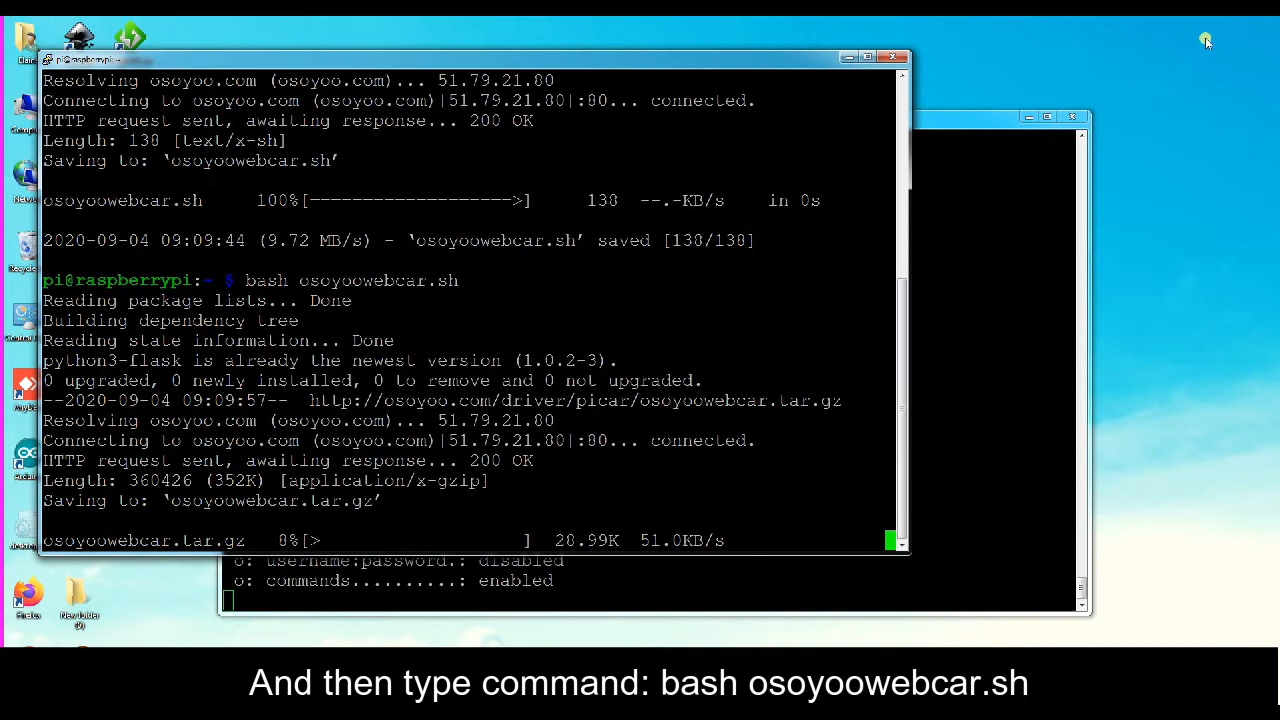 pi@raspberrypi: ~
Resolving osoyoo.com (osoyoo.com)... 51.79.21.80
Connecting to osoyoo.com (osoyoo.com)|51.79.21.80|:80... connected.
HTTP request sent, awaiting response... 200 OK
Length: 138 [text/x-sh]
Saving to: ‘osoyoowebcar.sh’
osoyoowebcar.sh     100%[——————————————————>]     138  --.-KB/s    in 0s
2020-09-04 09:09:44 (9.72 MB/s) - ‘osoyoowebcar.sh’ saved [138/138]
pi@raspberrypi:~ $ bash osoyoowebcar.sh
Reading package lists... Done
Building dependency tree
Reading state information... Done
python3-flask is already the newest version (1.0.2-3).
0 upgraded, 0 newly installed, 0 to remove and 0 not upgraded.
--2020-09-04 09:09:57--  http://osoyoo.com/driver/picar/osoyoowebcar.tar.gz
Resolving osoyoo.com (osoyoo.com)... 51.79.21.80
Connecting to osoyoo.com (osoyoo.com)|51.79.21.80|:80... connected.
HTTP request sent, awaiting response... 200 OK
Length: 360426 (352K) [application/x-gzip]
Saving to: ‘osoyoowebcar.tar.gz’
osoyoowebcar.tar.gz   8%[>                   ]  28.99K  51.0KB/s
o: username:password.: disabled
o: commands..........: enabled
Firefox
New folder
And then type command: bash osoyoowebcar.sh